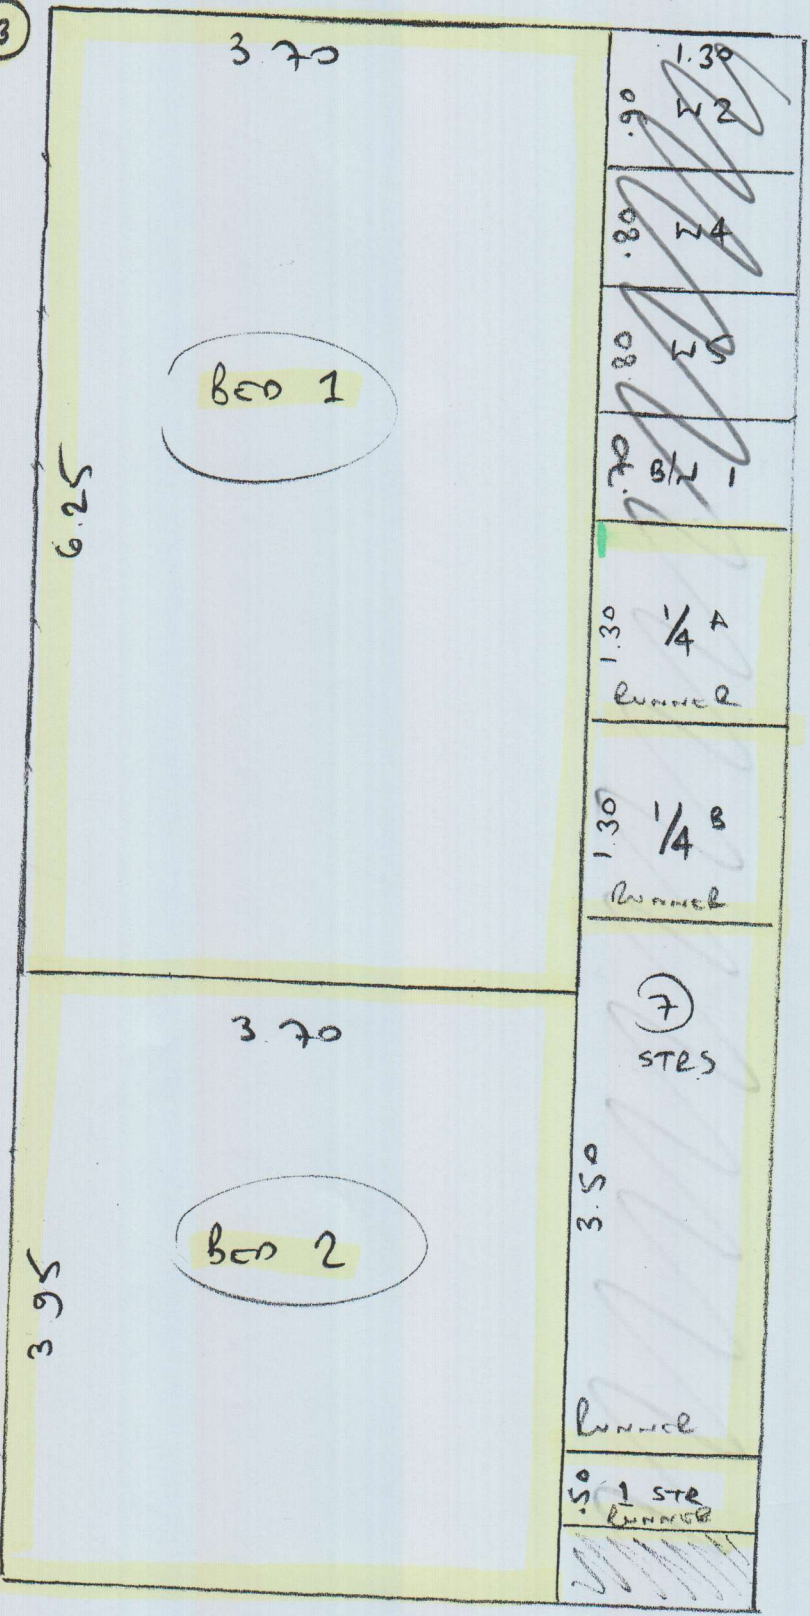 3
3.70
1.30
.90
W2
.80
W4
BED 1
.80
W5
6.25
.70
B/W 1
1.30
1/4 A
RUNNER
1.30
1/4 B
RUNNER
3.70
7
STRS
3.50
BED 2
3.95
RUNNER
.50
1 STR
RUNNER